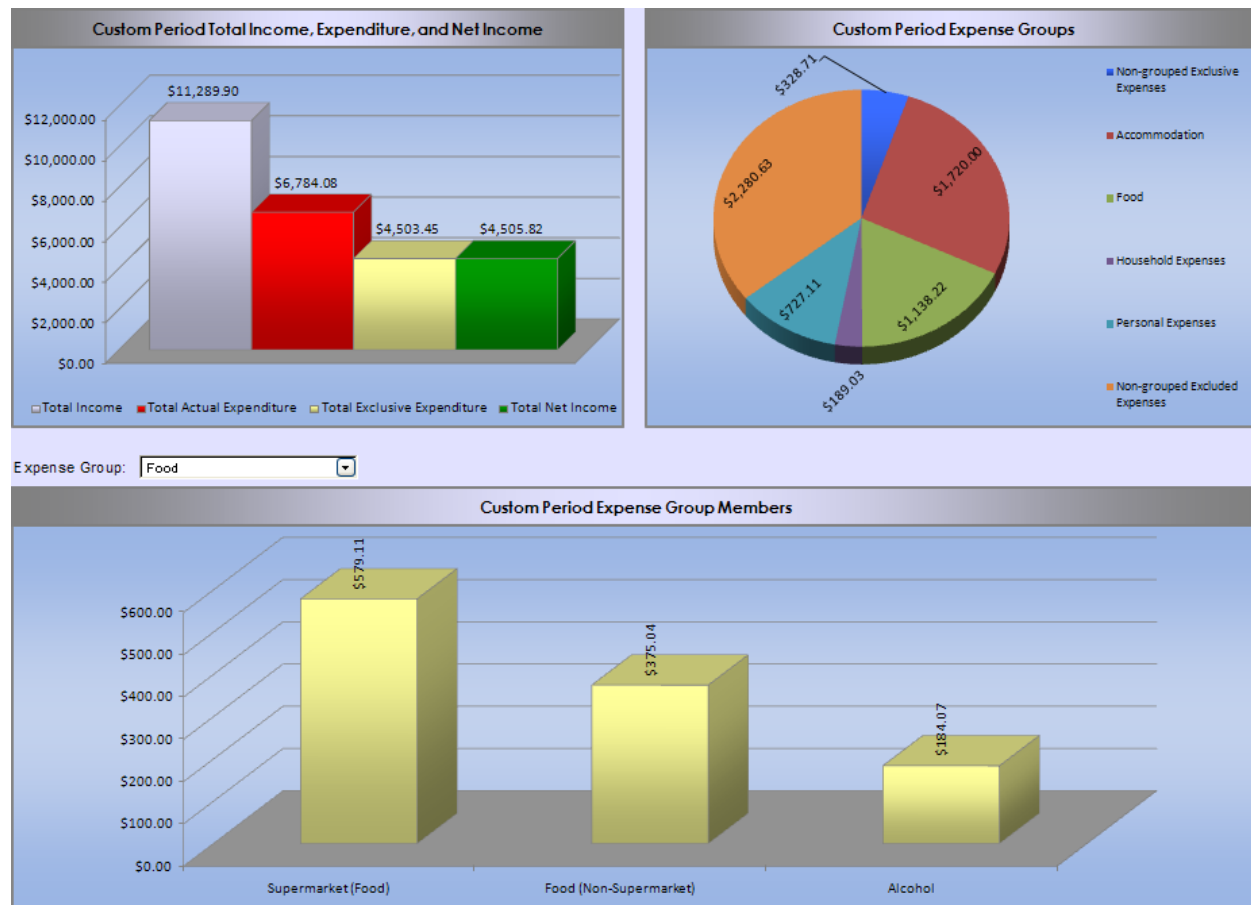 Custom Period Total Income, Expenditure, and Net Income
$11,289.90
$12,000.00
$10,000.00
$8,000.00
$6,000.00
$4,000.00
$2,000.00
$0.00
$6,784.08
$4,503.45
$4,505.82
Total Income
Total Actual Expenditure
Total Exclusive Expenditure
Total Net Income
Custom Period Expense Groups
$328.71
$1,720.00
$1,138.22
$189.03
$727.11
$2,280.63
Non-grouped Exclusive
Expenses
Accommodation
Food
Household Expenses
Personal Expenses
Non-grouped Excluded
Expenses
Expense Group:
Food
Custom Period Expense Group Members
$600.00
$500.00
$400.00
$300.00
$200.00
$100.00
$0.00
$579.11
$375.04
$184.07
Supermarket (Food)
Food (Non-Supermarket)
Alcohol